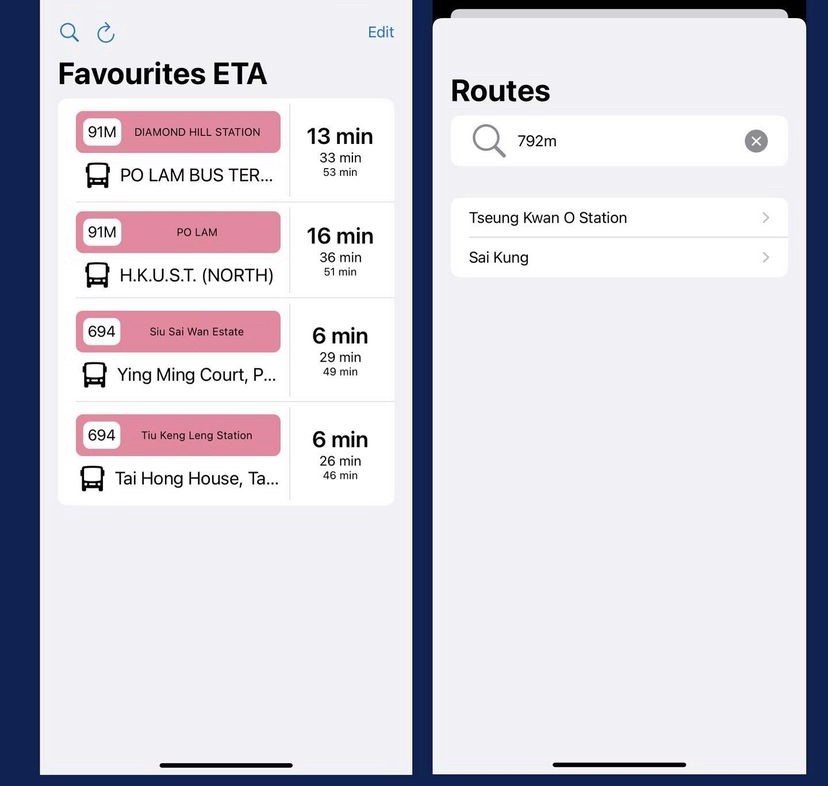 Edit
Favourites ETA
91M DIAMOND HILL STATION
PO LAM BUS TER...
13 min
33 min
53 min
91M PO LAM
H.K.U.S.T. (NORTH)
16 min
36 min
51 min
694 Siu Sai Wan Estate
Ying Ming Court, P...
6 min
29 min
49 min
694 Tiu Keng Leng Station
Tai Hong House, Ta...
6 min
26 min
46 min
Routes
792m
Tseung Kwan O Station
Sai Kung